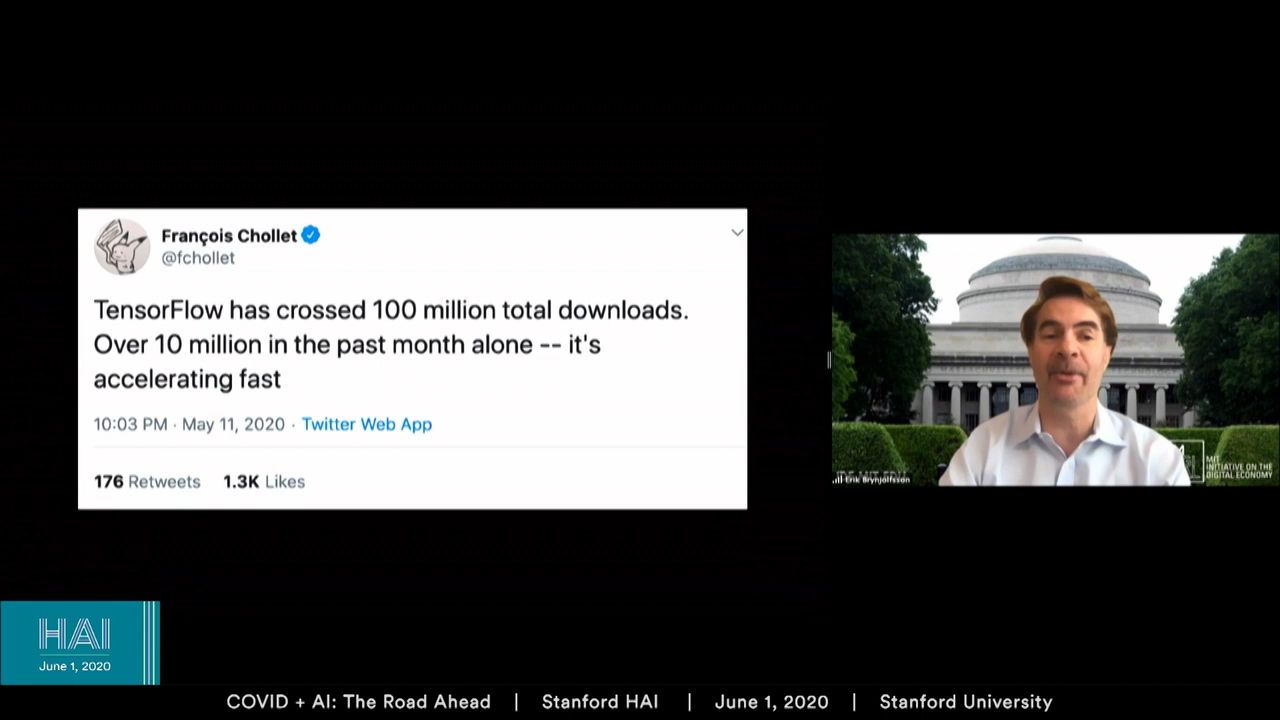 François Chollet
@fchollet
TensorFlow has crossed 100 million total downloads.
Over 10 million in the past month alone -- it's
accelerating fast
10:03 PM · May 11, 2020 · Twitter Web App
176 Retweets 1.3K Likes
Erik Brynjolfsson
MIT
INITIATIVE ON THE
DIGITAL ECONOMY
HAI
June 1, 2020
COVID + AI: The Road Ahead | Stanford HAI | June 1, 2020 | Stanford University